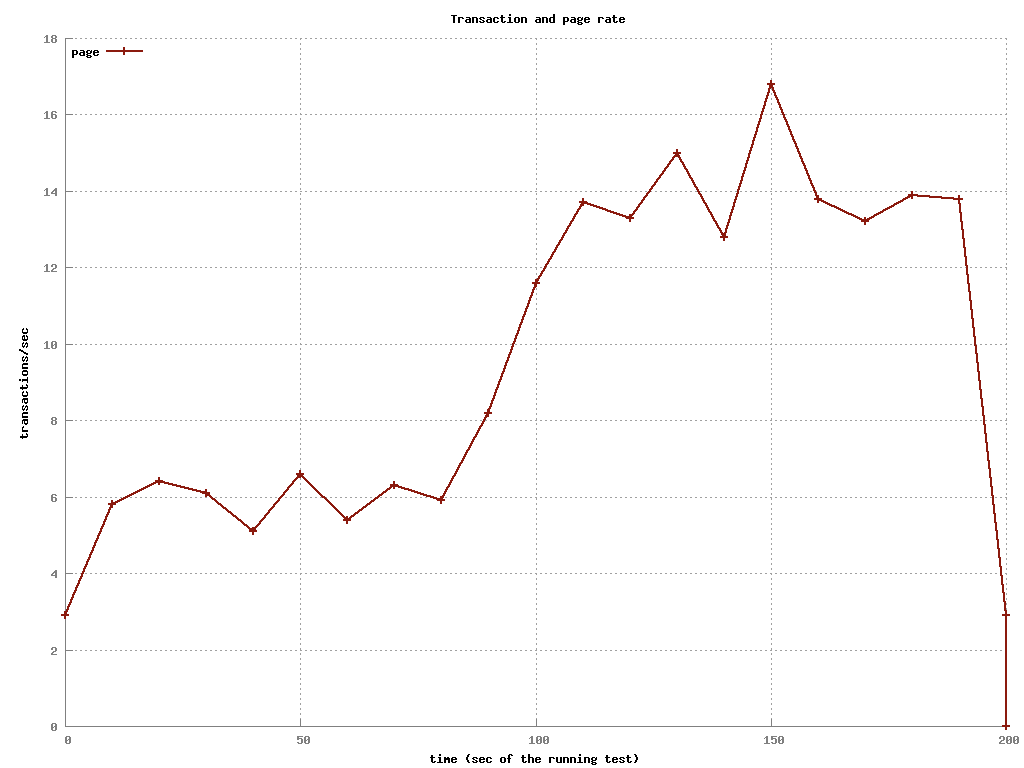 Transaction and page rate
page
18
16
14
12
10
8
6
4
2
0
transactions/sec
0 50 100 150 200
time (sec of the running test)